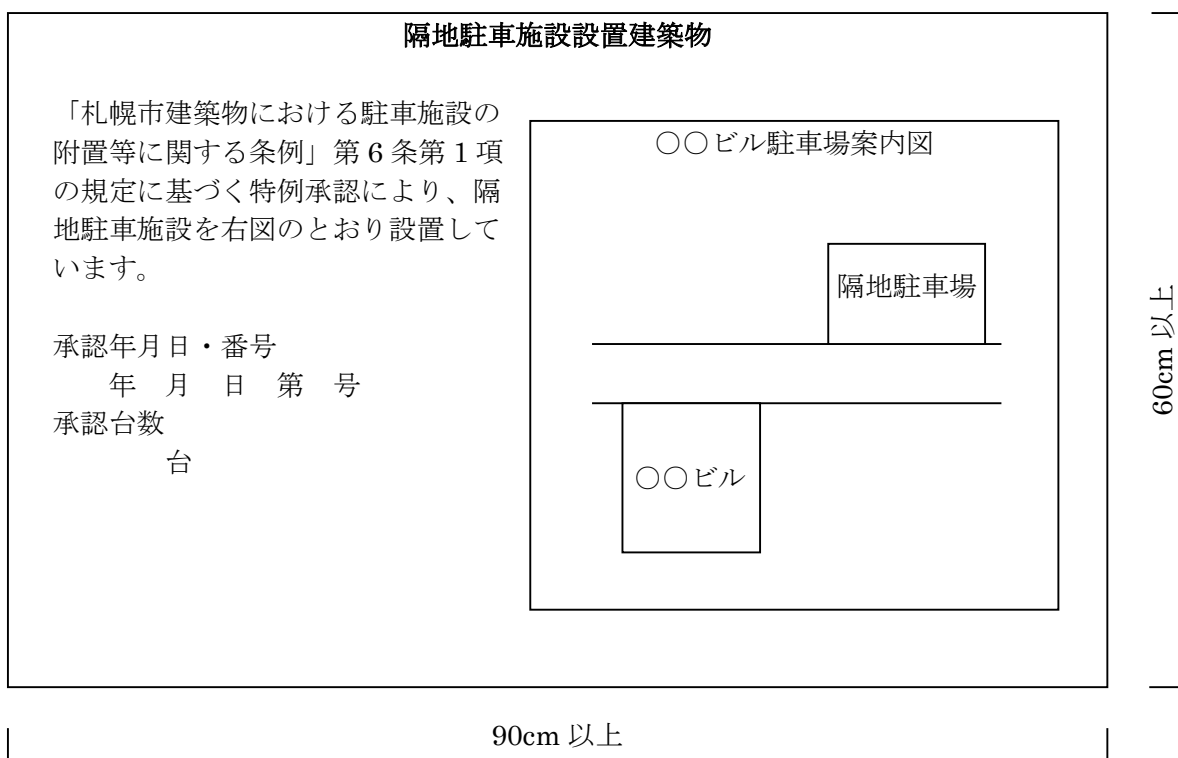 隔地駐車施設設置建築物
「札幌市建築物における駐車施設の
附置等に関する条例」第 6 条第 1 項
の規定に基づく特例承認により、隔
地駐車施設を右図のとおり設置して
います。
承認年月日・番号
年 月 日 第 号
承認台数
台
○○ビル駐車場案内図
隔地駐車場
○○ビル
60cm 以上
90cm 以上